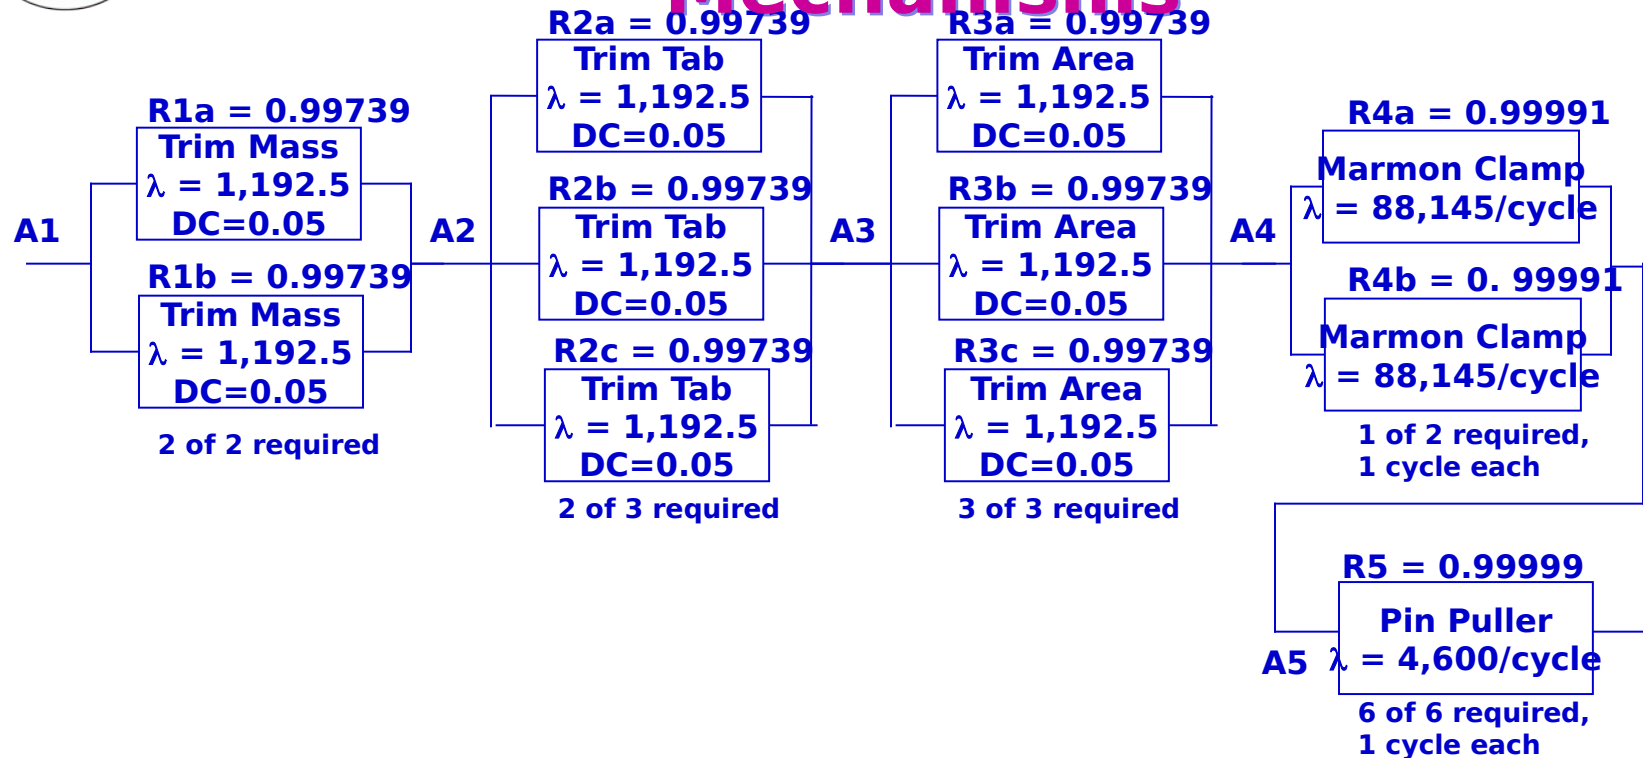 Mechanisms
R1a = 0.99739
Trim Mass
λ = 1,192.5
DC=0.05
A1
R1b = 0.99739
Trim Mass
λ = 1,192.5
DC=0.05
2 of 2 required
R2a = 0.99739
Trim Tab
λ = 1,192.5
DC=0.05
A2
R2b = 0.99739
Trim Tab
λ = 1,192.5
DC=0.05
R2c = 0.99739
Trim Tab
λ = 1,192.5
DC=0.05
2 of 3 required
R3a = 0.99739
Trim Area
λ = 1,192.5
DC=0.05
A3
R3b = 0.99739
Trim Area
λ = 1,192.5
DC=0.05
R3c = 0.99739
Trim Area
λ = 1,192.5
DC=0.05
3 of 3 required
R4a = 0.99991
Marmon Clamp
λ = 88,145/cycle
A4
R4b = 0. 99991
Marmon Clamp
λ = 88,145/cycle
1 of 2 required,
1 cycle each
R5 = 0.99999
Pin Puller
λ = 4,600/cycle
A5
6 of 6 required,
1 cycle each